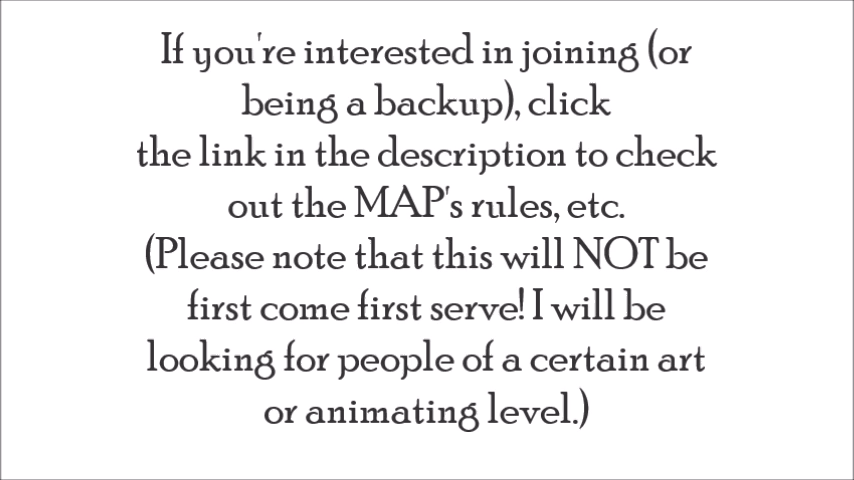 If you're interested in joining (or
being a backup), click
the link in the description to check
out the MAP's rules, etc.
(Please note that this will NOT be
first come first serve! I will be
looking for people of a certain art
or animating level.)